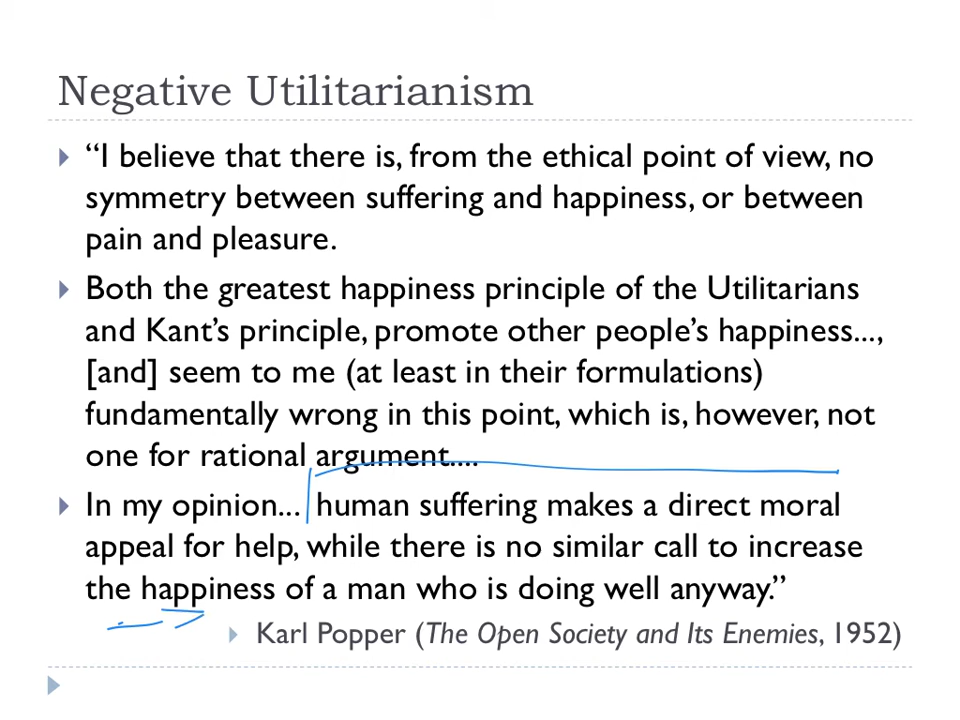 Negative Utilitarianism
“I believe that there is, from the ethical point of view, no
symmetry between suffering and happiness, or between
pain and pleasure.
Both the greatest happiness principle of the Utilitarians
and Kant’s principle, promote other people’s happiness...,
[and] seem to me (at least in their formulations)
fundamentally wrong in this point, which is, however, not
one for rational argument....
In my opinion... human suffering makes a direct moral
appeal for help, while there is no similar call to increase
the happiness of a man who is doing well anyway.”
Karl Popper (The Open Society and Its Enemies, 1952)